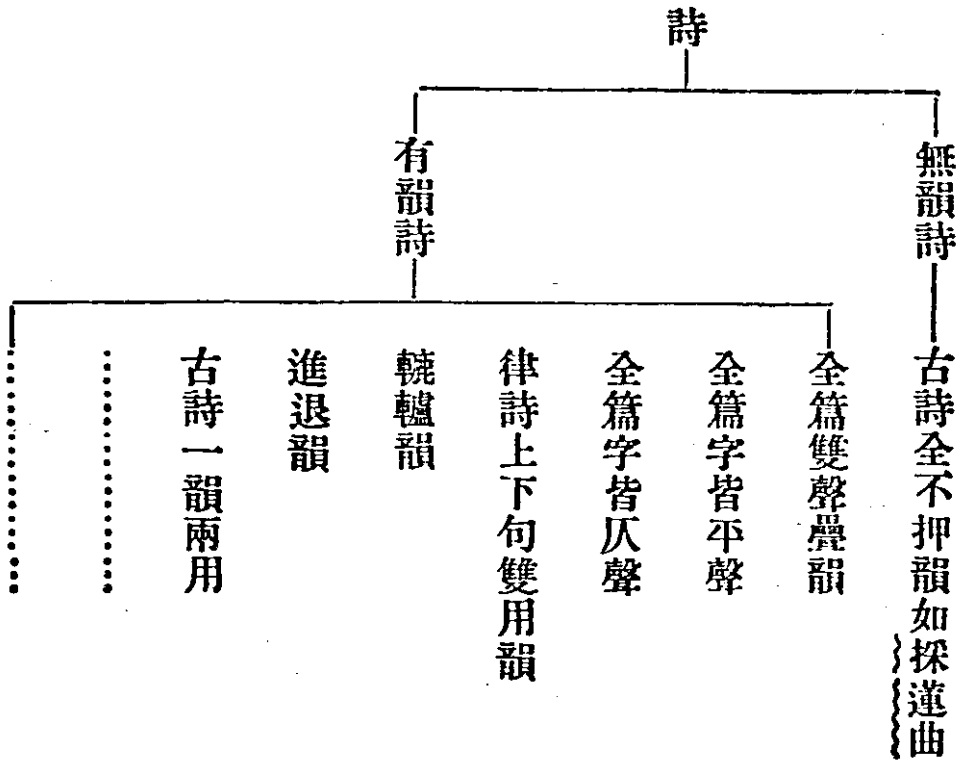 詩
無韻詩
古詩全不押韻如採蓮曲
有韻詩
全篇雙聲疊韻
全篇字皆平聲
全篇字皆仄聲
律詩上下句雙用韻
轆轤韻
進退韻
古詩一韻兩用
…………
…………